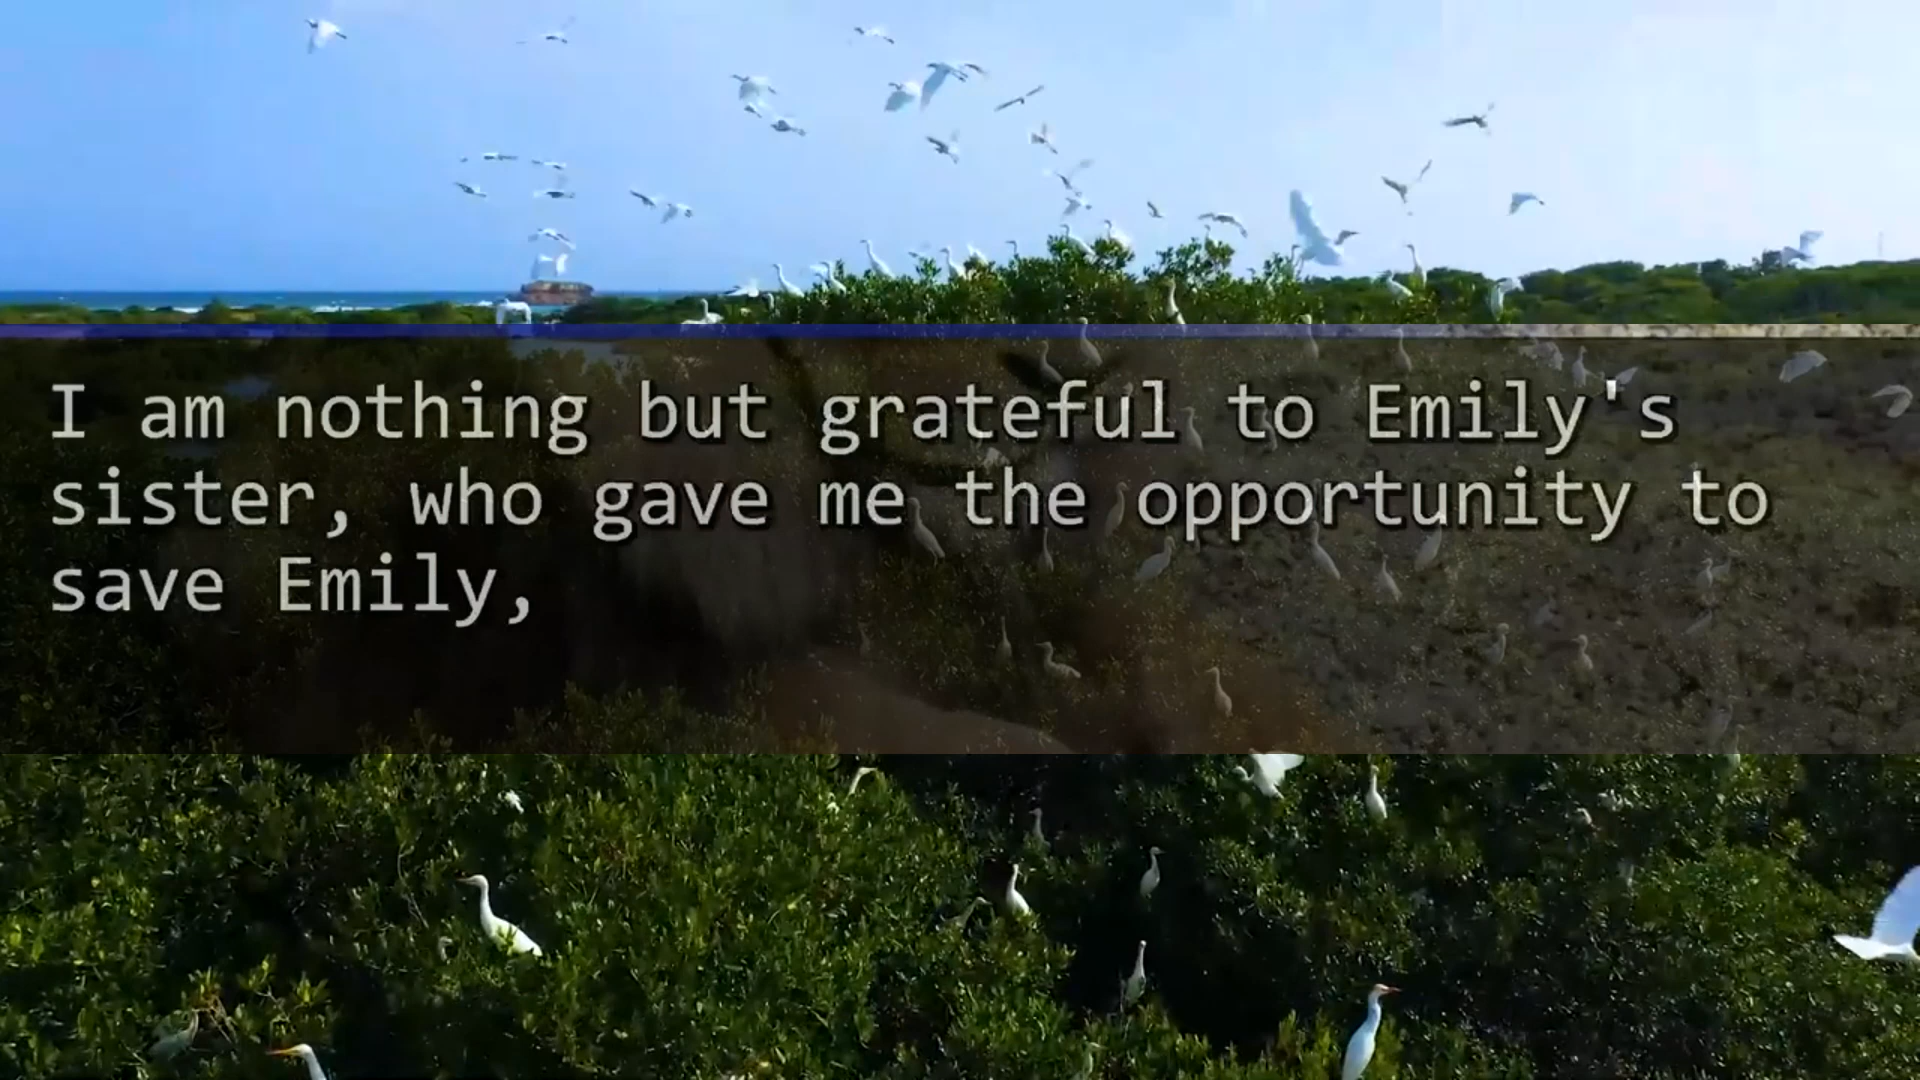 I am nothing but grateful to Emily's
sister, who gave me the opportunity to
save Emily,